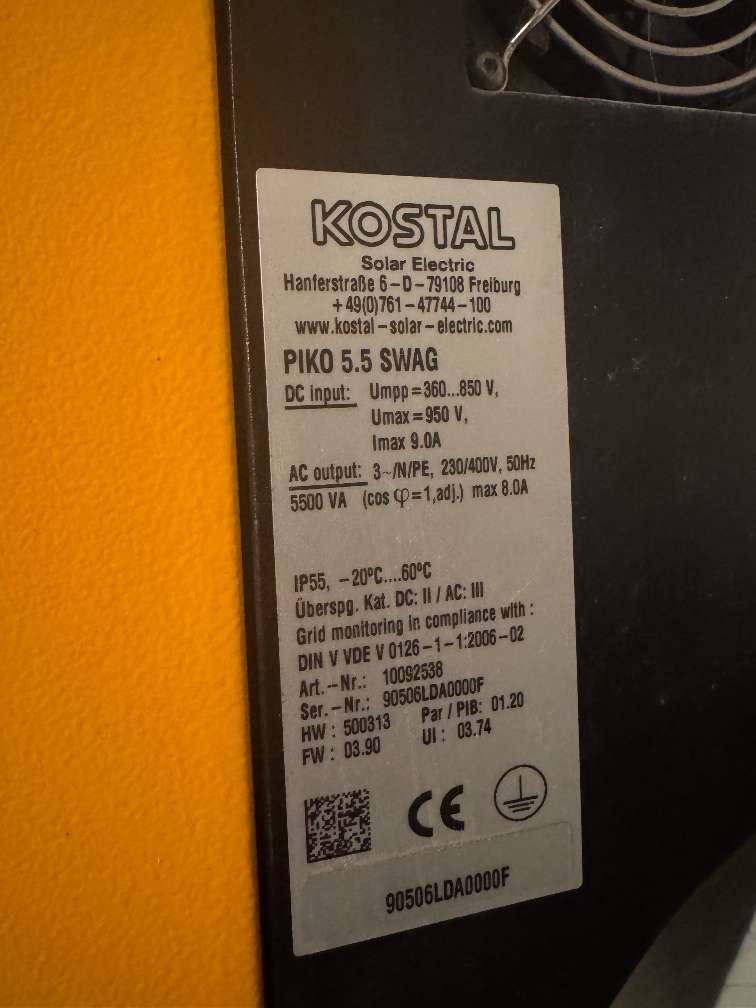 KOSTAL
Solar Electric
Hanferstraße 6-D-79108 Freiburg
+49(0)761-47744-100
www.kostal-solar-electric.com
PIKO 5.5 SWAG
DC input: Umpp=360...850 V,
Umax=950 V,
Imax 9.0A
AC output: 3~/N/PE, 230/400V, 50Hz
5500 VA (cos φ=1,adj.) max 8.0A
IP55, -20ºC....60ºC
Überspg. Kat. DC: II / AC: III
Grid monitoring in compliance with :
DIN V VDE V 0126-1-1:2006-02
Art.-Nr.: 10092538
Ser.-Nr.: 90506LDA0000F
HW : 500313 Par / PIB: 01.20
FW : 03.90 UI : 03.74
CE
90506LDA0000F